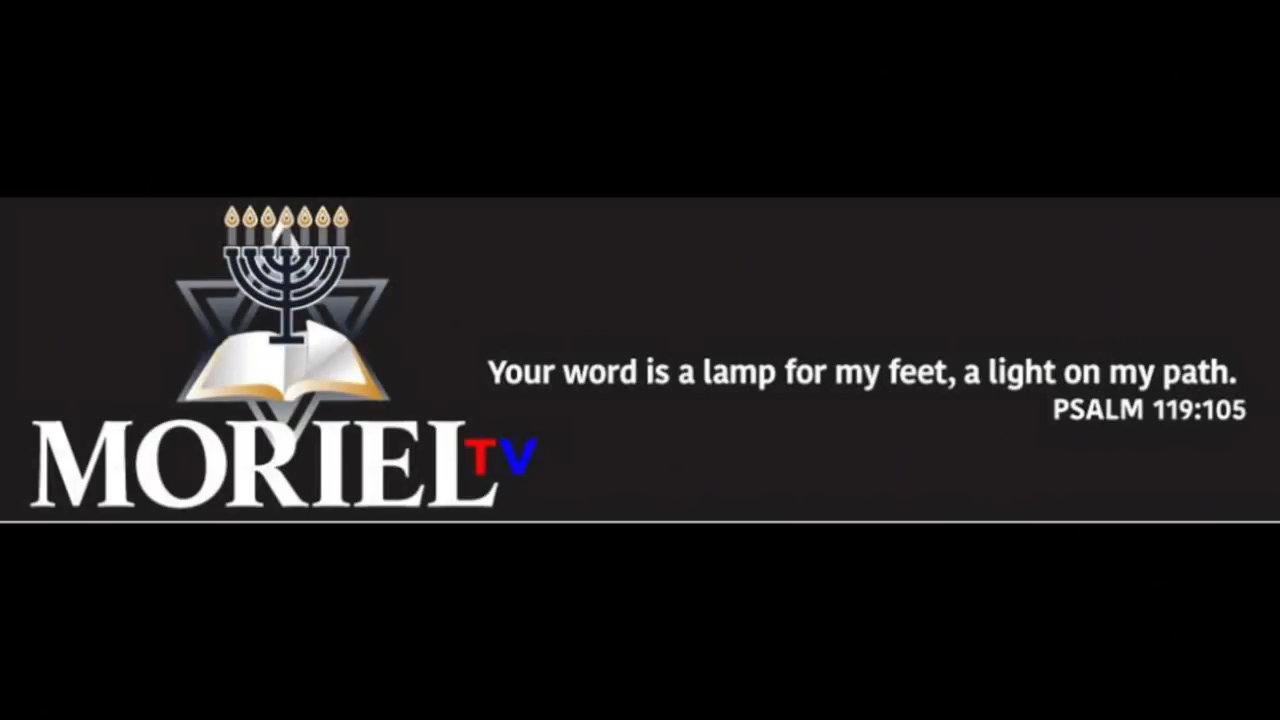 Your word is a lamp for my feet, a light on my path.
PSALM 119:105
MORIEL TV